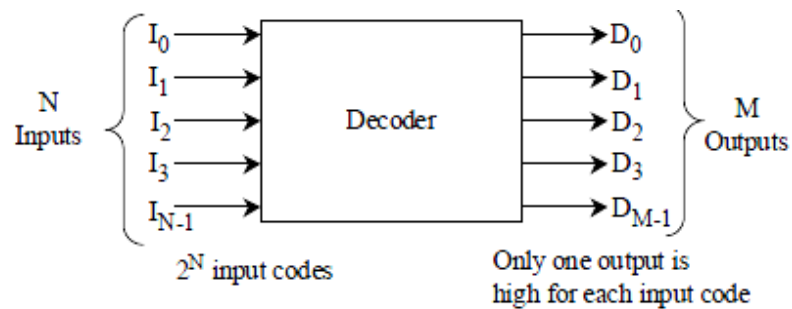 N
Inputs
I0
I1
I2
I3
IN-1
Decoder
D0
D1
D2
D3
DM-1
M
Outputs
2^N input codes
Only one output is
high for each input code